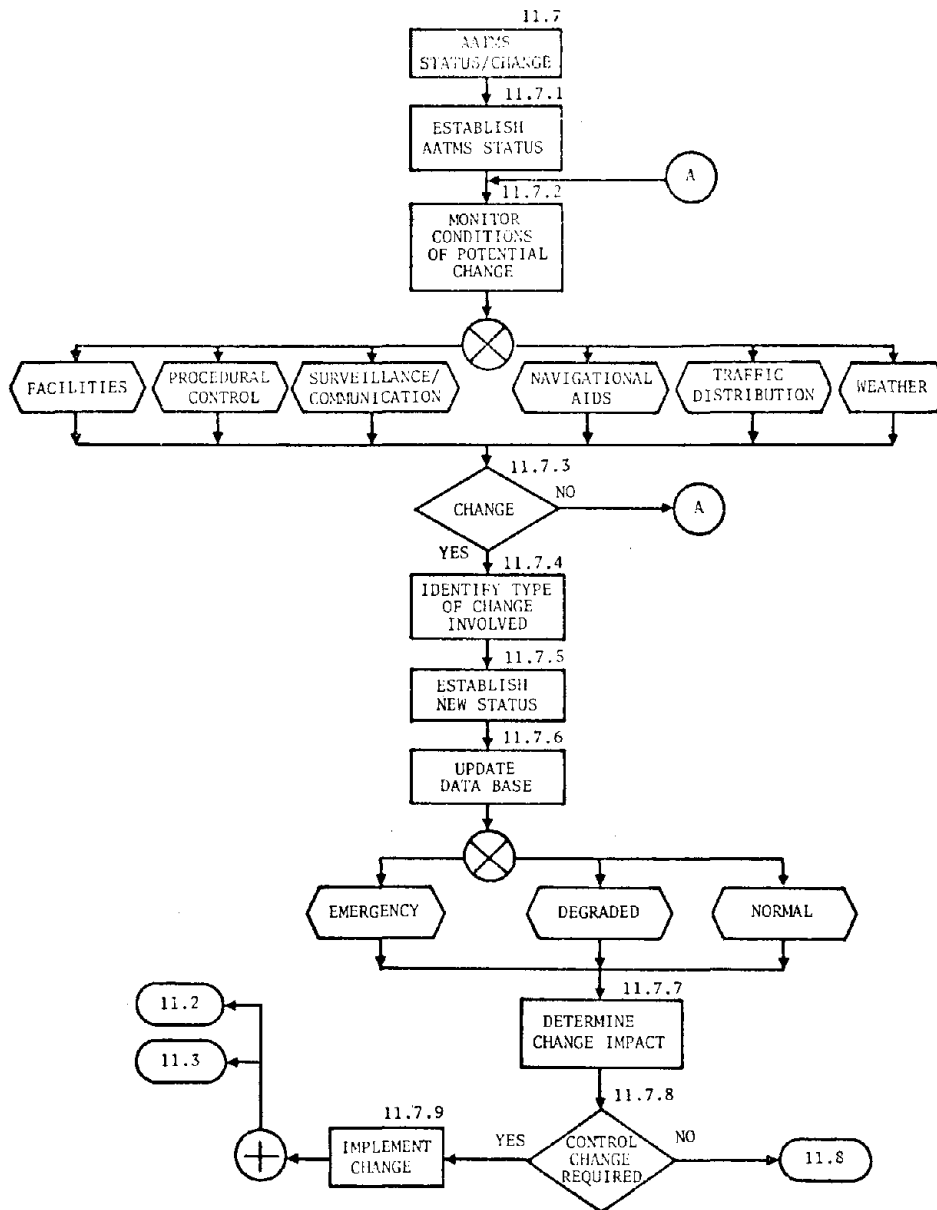 11.7
AATMS
STATUS/CHANGE
11.7.1
ESTABLISH
AATMS STATUS
A
11.7.2
MONITOR
CONDITIONS
OF POTENTIAL
CHANGE
FACILITIES
PROCEDURAL
CONTROL
SURVEILLANCE/
COMMUNICATION
NAVIGATIONAL
AIDS
TRAFFIC
DISTRIBUTION
WEATHER
11.7.3
CHANGE
NO
A
YES
11.7.4
IDENTIFY TYPE
OF CHANGE
INVOLVED
11.7.5
ESTABLISH
NEW STATUS
11.7.6
UPDATE
DATA BASE
EMERGENCY
DEGRADED
NORMAL
11.7.7
DETERMINE
CHANGE IMPACT
11.2
11.3
11.7.8
CONTROL
CHANGE
REQUIRED
YES
NO
11.7.9
IMPLEMENT
CHANGE
11.8